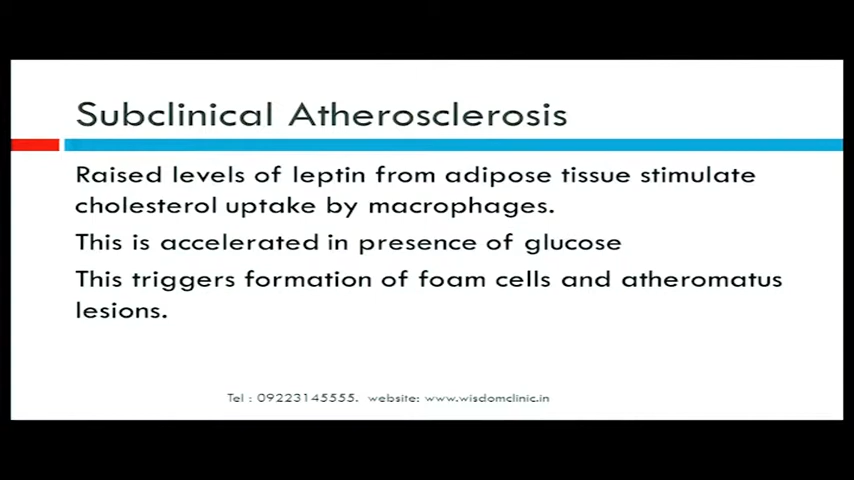 Subclinical Atherosclerosis
Raised levels of leptin from adipose tissue stimulate
cholesterol uptake by macrophages.
This is accelerated in presence of glucose
This triggers formation of foam cells and atheromatus
lesions.
Tel : 09223145555. website: www.wisdomclinic.in